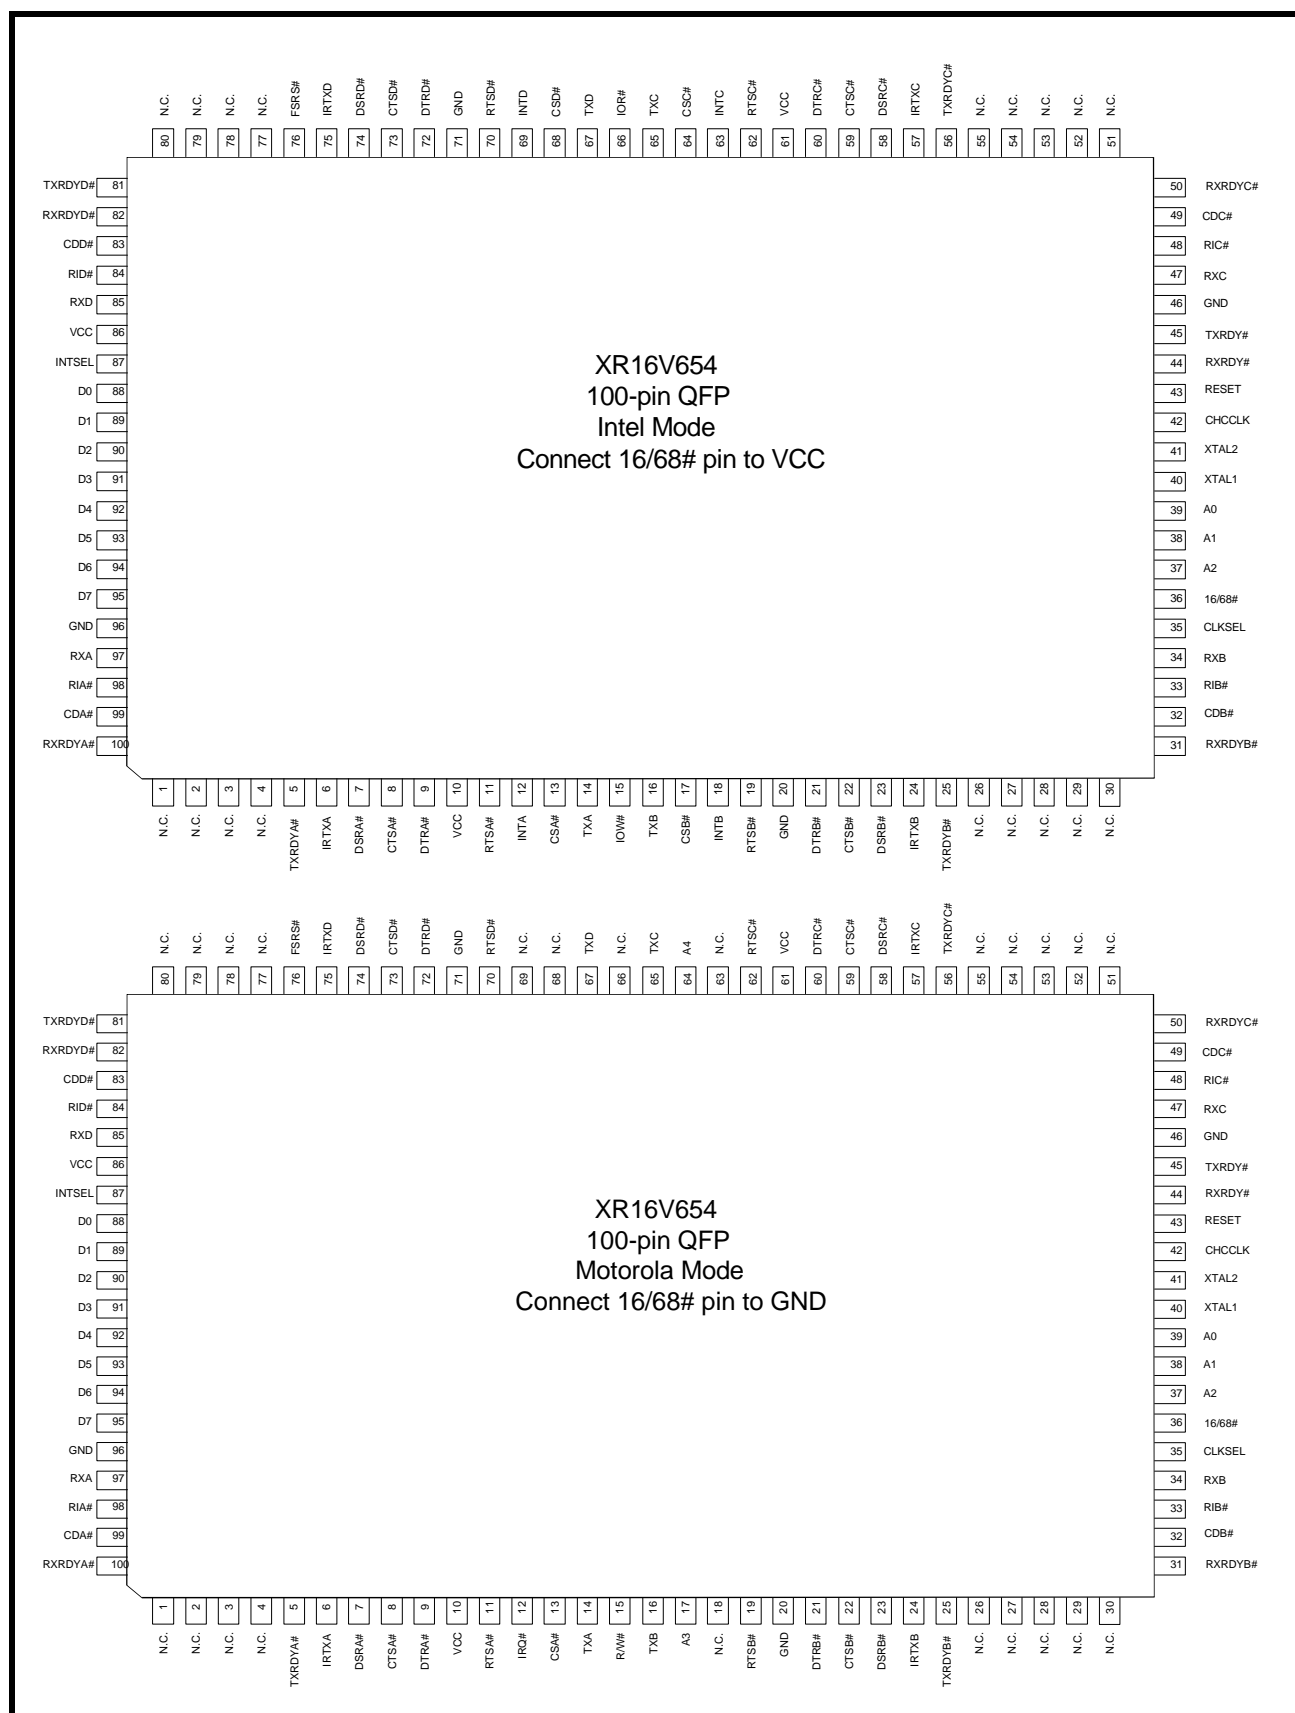 N.C. N.C. N.C. N.C. FSRS# IRTXD DSRD# CTSD# DTRD# GND RTSD# INTD CSD# TXD IOR# TXC CSC# INTC RTSC# VCC DTRC# CTSC# DSRC# IRTXC TXRDYC# N.C. N.C. N.C. N.C. N.C.
80 79 78 77 76 75 74 73 72 71 70 69 68 67 66 65 64 63 62 61 60 59 58 57 56 55 54 53 52 51
TXRDYD# 81
RXRDYD# 82
CDD# 83
RID# 84
RXD 85
VCC 86
INTSEL 87
D0 88
D1 89
D2 90
D3 91
D4 92
D5 93
D6 94
D7 95
GND 96
RXA 97
RIA# 98
CDA# 99
RXRDYA# 100
XR16V654
100-pin QFP
Intel Mode
Connect 16/68# pin to VCC
50 RXRDYC#
49 CDC#
48 RIC#
47 RXC
46 GND
45 TXRDY#
44 RXRDY#
43 RESET
42 CHCCLK
41 XTAL2
40 XTAL1
39 A0
38 A1
37 A2
36 16/68#
35 CLKSEL
34 RXB
33 RIB#
32 CDB#
31 RXRDYB#
1 2 3 4 5 6 7 8 9 10 11 12 13 14 15 16 17 18 19 20 21 22 23 24 25 26 27 28 29 30
N.C. N.C. N.C. N.C. TXRDYA# IRTXA DSRA# CTSA# DTRA# VCC RTSA# INTA CSA# TXA IOW# TXB CSB# INTB RTSB# GND DTRB# CTSB# DSRB# IRTXB TXRDYB# N.C. N.C. N.C. N.C. N.C.
N.C. N.C. N.C. N.C. FSRS# IRTXD DSRD# CTSD# DTRD# GND RTSD# N.C. N.C. TXD N.C. TXC A4 N.C. RTSC# VCC DTRC# CTSC# DSRC# IRTXC TXRDYC# N.C. N.C. N.C. N.C. N.C.
80 79 78 77 76 75 74 73 72 71 70 69 68 67 66 65 64 63 62 61 60 59 58 57 56 55 54 53 52 51
TXRDYD# 81
RXRDYD# 82
CDD# 83
RID# 84
RXD 85
VCC 86
INTSEL 87
D0 88
D1 89
D2 90
D3 91
D4 92
D5 93
D6 94
D7 95
GND 96
RXA 97
RIA# 98
CDA# 99
RXRDYA# 100
XR16V654
100-pin QFP
Motorola Mode
Connect 16/68# pin to GND
50 RXRDYC#
49 CDC#
48 RIC#
47 RXC
46 GND
45 TXRDY#
44 RXRDY#
43 RESET
42 CHCCLK
41 XTAL2
40 XTAL1
39 A0
38 A1
37 A2
36 16/68#
35 CLKSEL
34 RXB
33 RIB#
32 CDB#
31 RXRDYB#
1 2 3 4 5 6 7 8 9 10 11 12 13 14 15 16 17 18 19 20 21 22 23 24 25 26 27 28 29 30
N.C. N.C. N.C. N.C. TXRDYA# IRTXA DSRA# CTSA# DTRA# VCC RTSA# IRQ# CSA# TXA R/W# TXB A3 N.C. RTSB# GND DTRB# CTSB# DSRB# IRTXB TXRDYB# N.C. N.C. N.C. N.C. N.C.